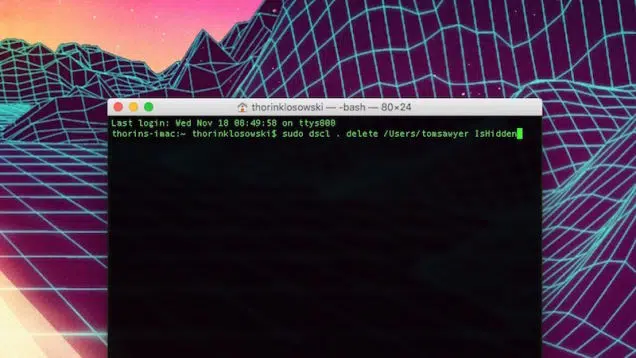 thorinklosowski — -bash — 80×24
Last login: Wed Nov 18 08:49:58 on ttys000
thorins-imac:~ thorinklosowski$ sudo dscl . delete /Users/tomsawyer IsHidden